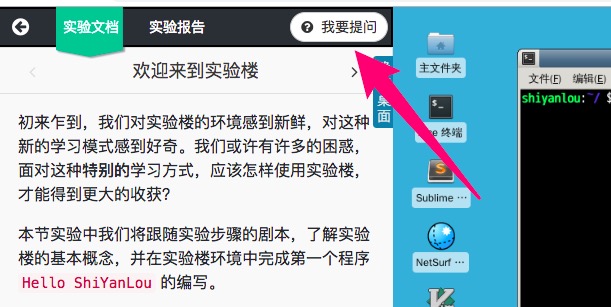 实验文档
实验报告
我要提问
欢迎来到实验楼
初来乍到，我们对实验楼的环境感到新鲜，对这种
新的学习模式感到好奇。我们或许有许多的困惑，
面对这种特别的学习方式，应该怎样使用实验楼，
才能得到更大的收获？
本节实验中我们将跟随实验步骤的剧本，了解实验
楼的基本概念，并在实验楼环境中完成第一个程序
Hello ShiYanLou 的编写。
桌
面
主文件夹
终端
Sublime ⋯
NetSurf ⋯
文件(F) 编辑(E)
shiyanlou:~/ $